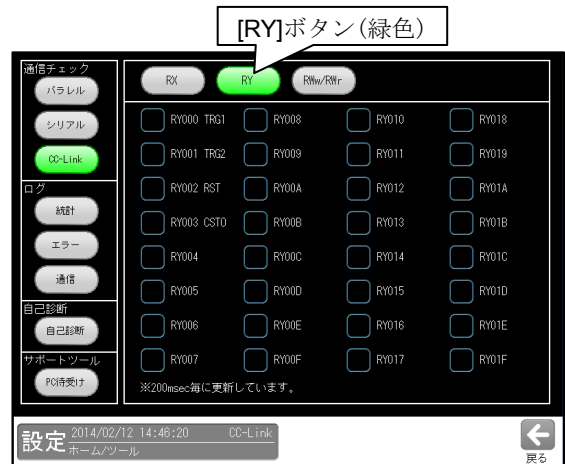 [RY]ボタン(緑色)
通信チェック
パラレル
シリアル
CC-Link
ログ
統計
エラー
通信
自己診断
自己診断
サポートツール
PC待受け
RX RY RWw/RWr
RY000 TRG1 RY008 RY010 RY018
RY001 TRG2 RY009 RY011 RY019
RY002 RST RY00A RY012 RY01A
RY003 CST0 RY00B RY013 RY01B
RY004 RY00C RY014 RY01C
RY005 RY00D RY015 RY01D
RY006 RY00E RY016 RY01E
RY007 RY00F RY017 RY01F
※200msec毎に更新しています。
設定 2014/02/12 14:46:20 CC-Link
ホーム/ツール
戻る